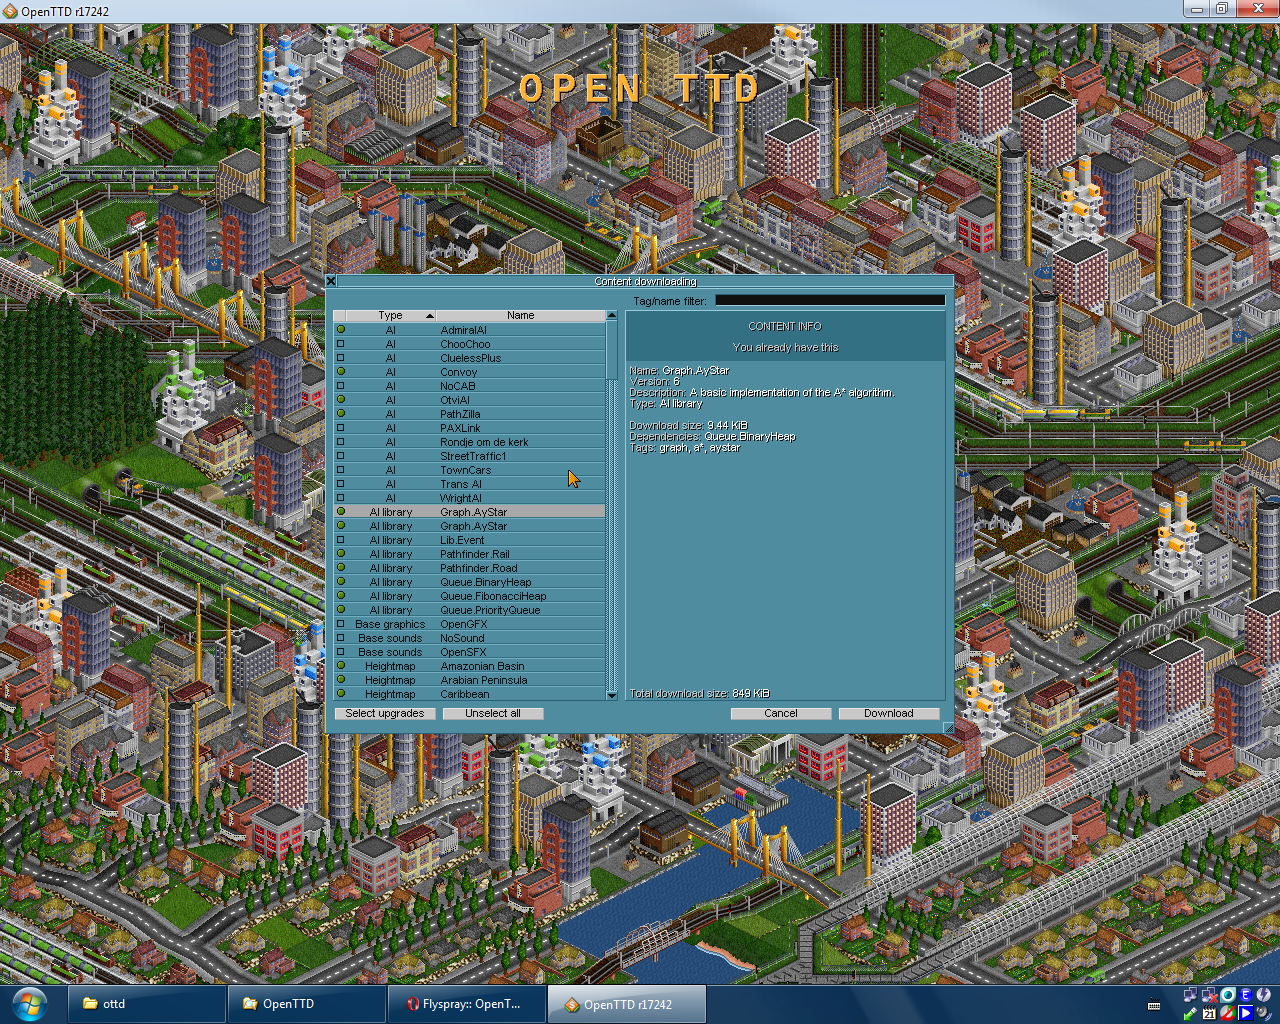 OpenTTD r17242
OPEN TTD
Content downloading
Tag/name filter:
Type Name
AI AdmiralAI
AI ChooChoo
AI CluelessPlus
AI Convoy
AI NoCAB
AI OtviAI
AI PathZilla
AI PAXLink
AI Rondje om de kerk
AI StreetTraffic1
AI TownCars
AI Trans AI
AI WrightAI
AI library Graph.AyStar
AI library Graph.AyStar
AI library Lib.Event
AI library Pathfinder.Rail
AI library Pathfinder.Road
AI library Queue.BinaryHeap
AI library Queue.FibonacciHeap
AI library Queue.PriorityQueue
Base graphics OpenGFX
Base sounds NoSound
Base sounds OpenSFX
Heightmap Amazonian Basin
Heightmap Arabian Peninsula
Heightmap Caribbean
CONTENT INFO
You already have this
Name: Graph.AyStar
Version: 6
Description: A basic implementation of the A* algorithm.
Type: AI library
Download size: 9.44 KiB
Dependencies: Queue.BinaryHeap
Tags: graph, a*, aystar
Total download size: 849 KiB
Select upgrades Unselect all Cancel Download
ottd OpenTTD Flyspray:: OpenT... OpenTTD r17242
21